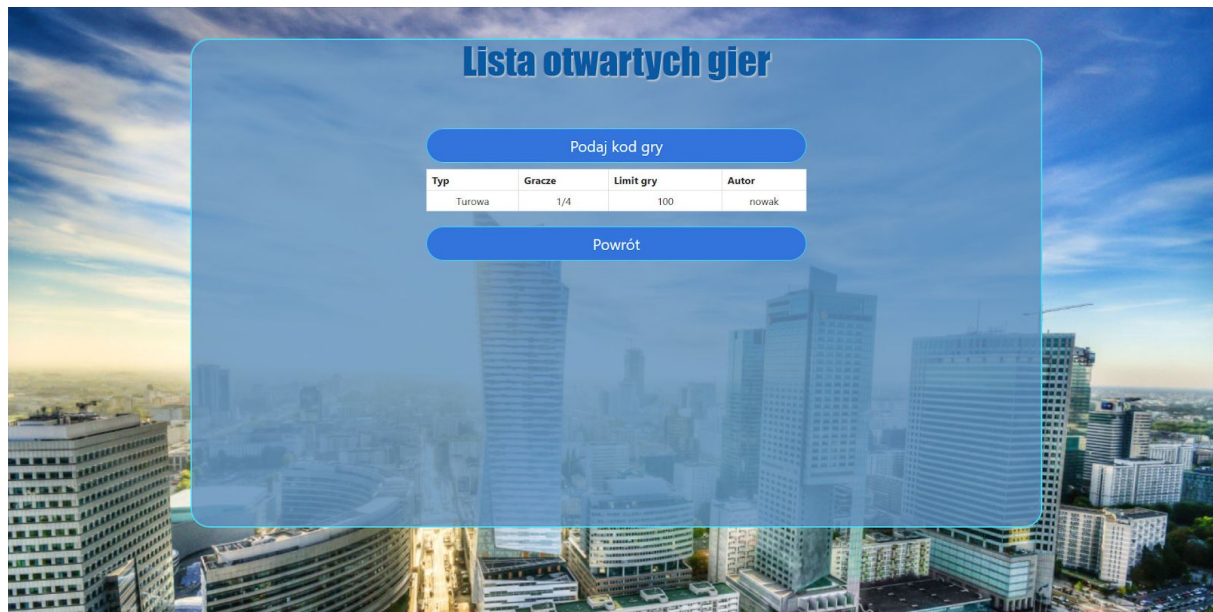 Lista otwartych gier
Podaj kod gry
Typ Gracze Limit gry Autor
Turowa 1/4 100 nowak
Powrót